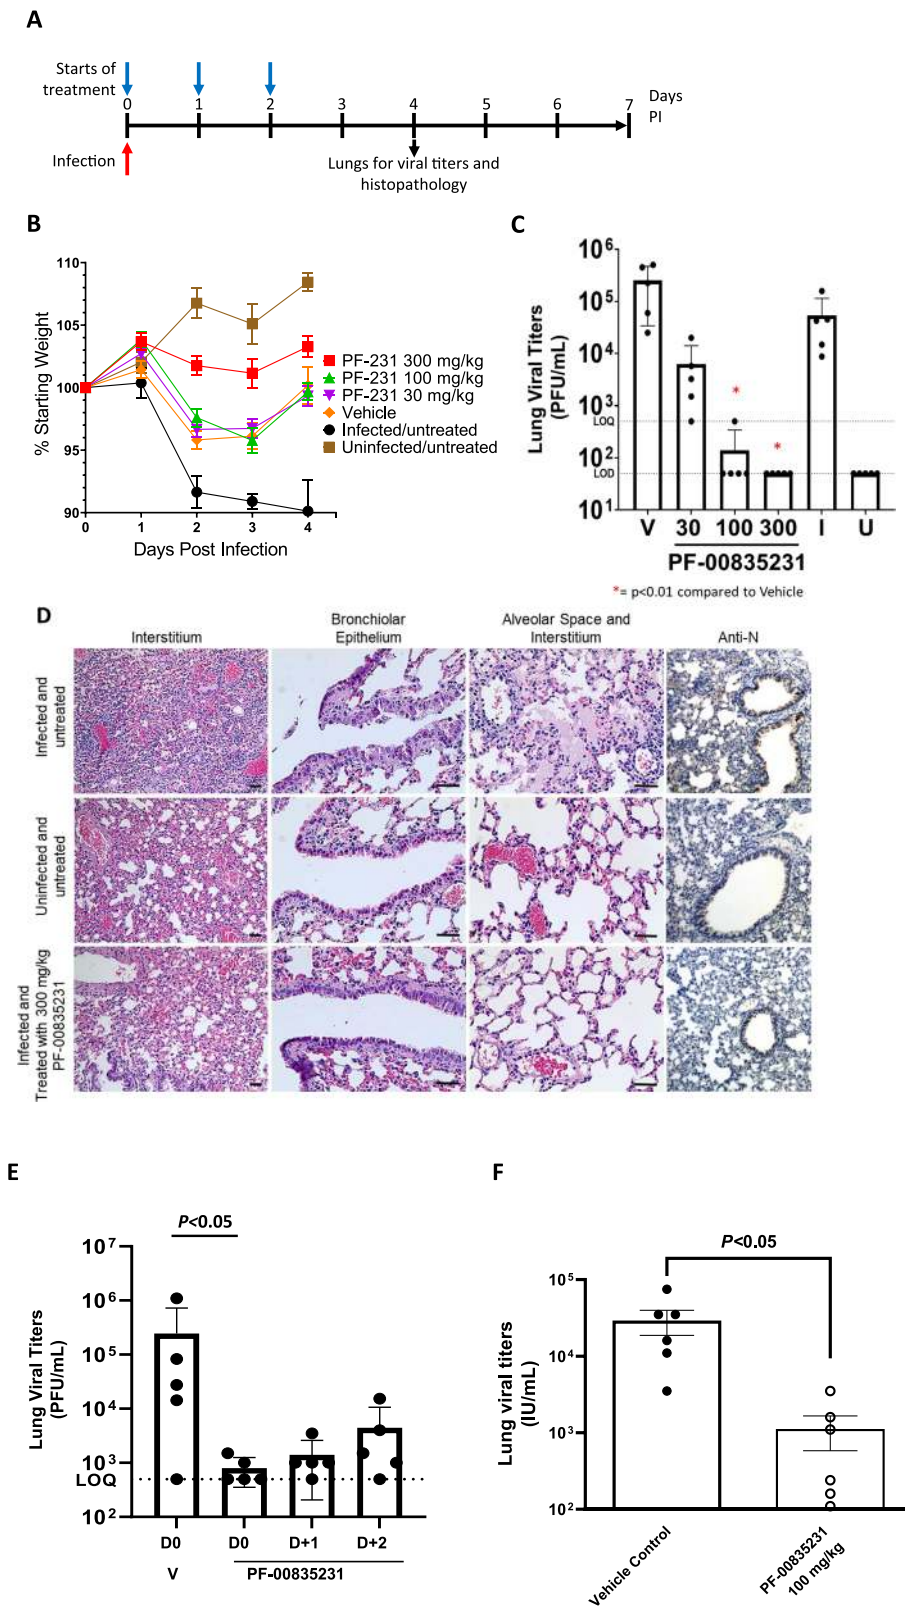 A
Starts of
treatment
0
1
2
3
4
5
6
7
Days
PI
Infection
Lungs for viral titers and
histopathology
B
% Starting Weight
110
105
100
95
90
0
1
2
3
4
Days Post Infection
PF-231 300 mg/kg
PF-231 100 mg/kg
PF-231 30 mg/kg
Vehicle
Infected/untreated
Uninfected/untreated
C
Lung Viral Titers
(PFU/mL)
10^6
10^5
10^4
10^3
LOQ
10^2
LOD
10^1
*
*
V
30
100
300
I
U
PF-00835231
*= p<0.01 compared to Vehicle
D
Interstitium
Bronchiolar
Epithelium
Alveolar Space and
Interstitium
Anti-N
Infected and
untreated
Uninfected and
untreated
Infected and
Treated with 300 mg/kg
PF-00835231
E
P<0.05
Lung Viral Titers
(PFU/mL)
10^7
10^6
10^5
10^4
10^3
LOQ
10^2
D0
D0
D+1
D+2
V
PF-00835231
F
P<0.05
Lung viral titers
(IU/mL)
10^5
10^4
10^3
10^2
Vehicle Control
PF-00835231
100 mg/kg